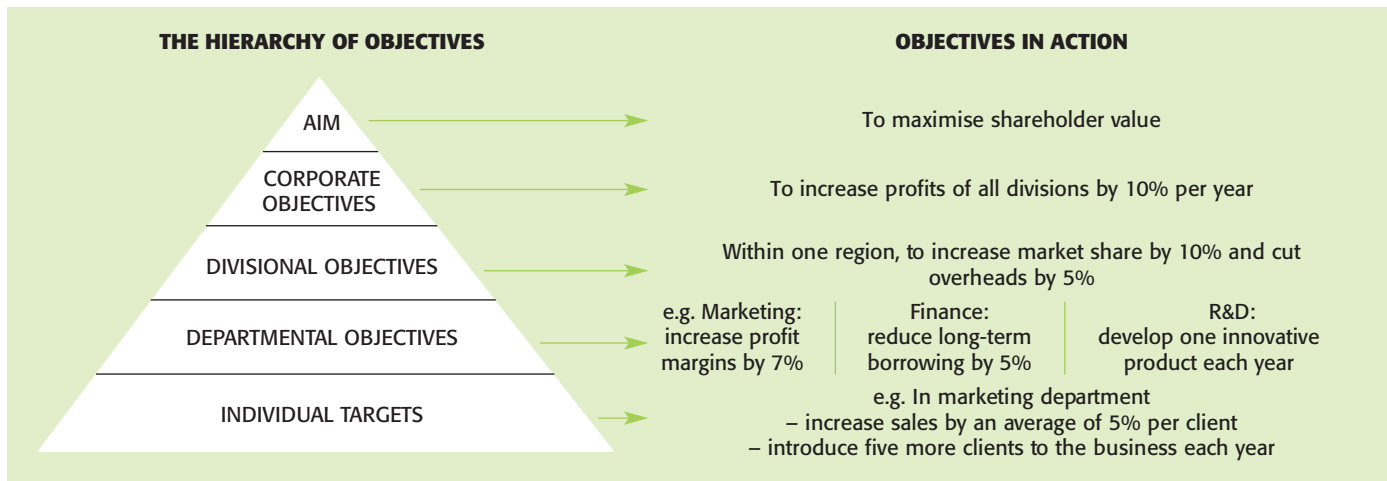 THE HIERARCHY OF OBJECTIVES
OBJECTIVES IN ACTION
AIM
To maximise shareholder value
CORPORATE
OBJECTIVES
To increase profits of all divisions by 10% per year
DIVISIONAL OBJECTIVES
Within one region, to increase market share by 10% and cut
overheads by 5%
DEPARTMENTAL OBJECTIVES
e.g. Marketing:
increase profit
margins by 7%
Finance:
reduce long-term
borrowing by 5%
R&D:
develop one innovative
product each year
INDIVIDUAL TARGETS
e.g. In marketing department
– increase sales by an average of 5% per client
– introduce five more clients to the business each year